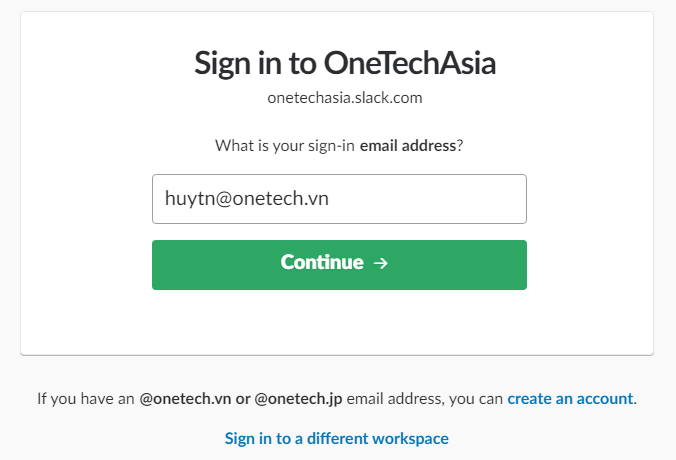 Sign in to OneTechAsia
onetechasia.slack.com
What is your sign-in email address?
huytn@onetech.vn
Continue →
If you have an @onetech.vn or @onetech.jp email address, you can create an account.
Sign in to a different workspace